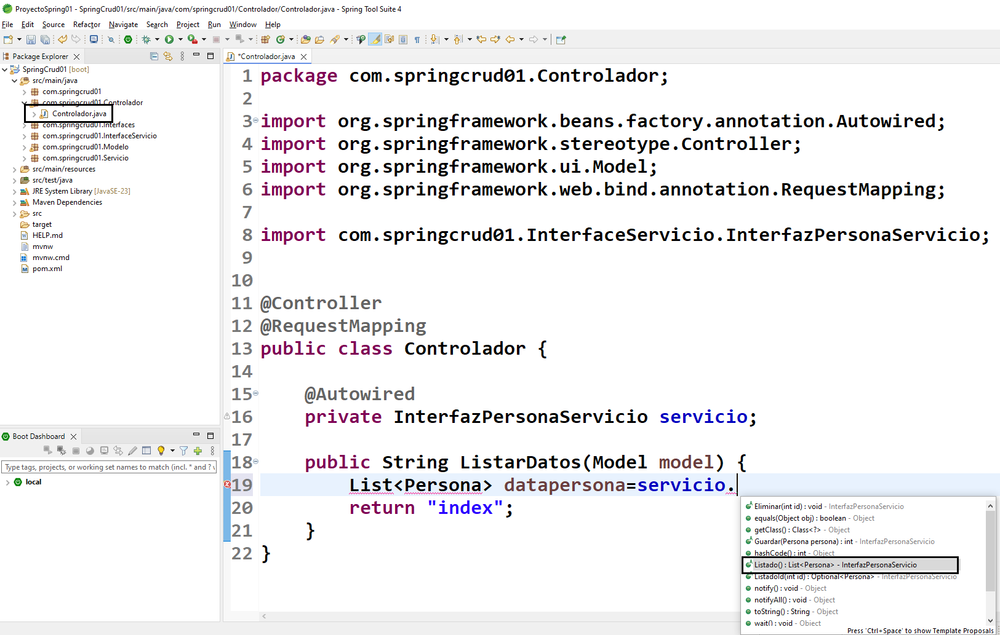 ProyectoSpring01 - SpringCrud01/src/main/java/com/springcrud01/Controlador/Controlador.java - Spring Tool Suite 4
File Edit Source Refactor Navigate Search Project Run Window Help
Package Explorer
SpringCrud01 [boot]
src/main/java
com.springcrud01
com.springcrud01.Controlador
Controlador.java
com.springcrud01.Interfaces
com.springcrud01.InterfaceServicio
com.springcrud01.Modelo
com.springcrud01.Servicio
src/main/resources
src/test/java
JRE System Library [JavaSE-23]
Maven Dependencies
src
target
HELP.md
mvnw
mvnw.cmd
pom.xml
Boot Dashboard
Type tags, projects, or working set names to match (incl. * and ?
local
*Controlador.java
1 package com.springcrud01.Controlador;
2
3 import org.springframework.beans.factory.annotation.Autowired;
4 import org.springframework.stereotype.Controller;
5 import org.springframework.ui.Model;
6 import org.springframework.web.bind.annotation.RequestMapping;
7
8 import com.springcrud01.InterfaceServicio.InterfazPersonaServicio;
9
10
11 @Controller
12 @RequestMapping
13 public class Controlador {
14
15 @Autowired
16 private InterfazPersonaServicio servicio;
17
18 public String ListarDatos(Model model) {
19 List<Persona> datapersona=servicio.
20 return "index";
21 }
22 }
Eliminar(int id) : void - InterfazPersonaServicio
equals(Object obj) : boolean - Object
getClass() : Class<?> - Object
Guardar(Persona persona) : int - InterfazPersonaServicio
hashCode() : int - Object
Listado() : List<Persona> - InterfazPersonaServicio
ListadoId(int id) : Optional<Persona> - InterfazPersonaServicio
notify() : void - Object
notifyAll() : void - Object
toString() : String - Object
wait() : void - Object
Press 'Ctrl+Space' to show Template Proposals